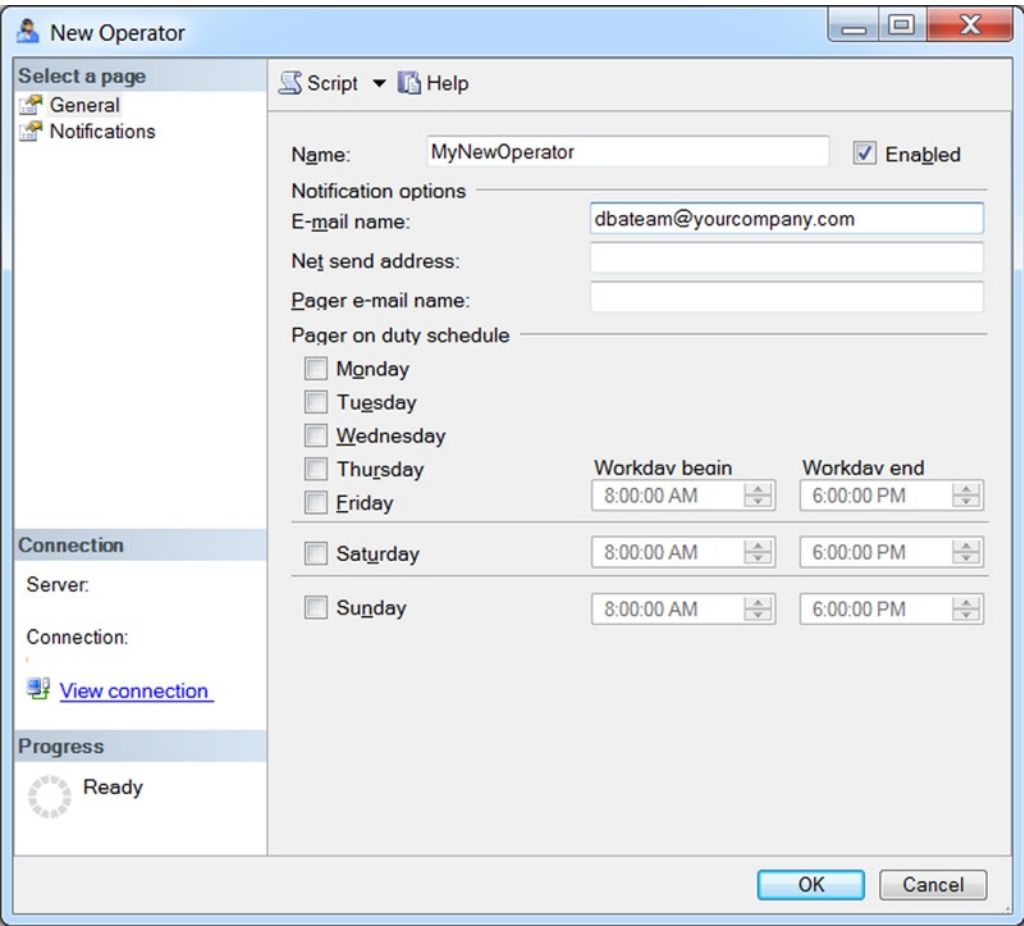 New Operator
Select a page
General
Notifications
Script Help
Name: MyNewOperator Enabled
Notification options
E-mail name: dbateam@yourcompany.com
Net send address:
Pager e-mail name:
Pager on duty schedule
Monday
Tuesday
Wednesday
Thursday Workday begin Workday end
Friday 8:00:00 AM 6:00:00 PM
Saturday 8:00:00 AM 6:00:00 PM
Sunday 8:00:00 AM 6:00:00 PM
Connection
Server:
Connection:
View connection
Progress
Ready
OK Cancel